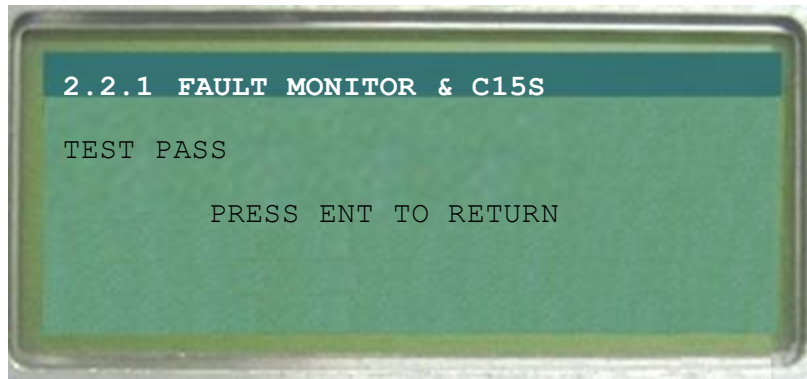 2.2.1 FAULT MONITOR & C15S
TEST PASS
PRESS ENT TO RETURN